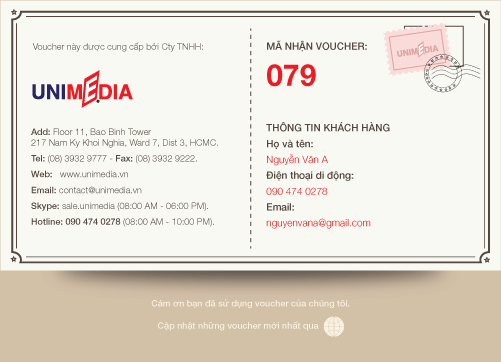 Voucher này được cung cấp bởi Cty TNHH:
UNIMEDIA
Add: Floor 11, Bao Binh Tower
217 Nam Ky Khoi Nghia, Ward 7, Dist 3, HCMC.
Tel: (08) 3932 9777 - Fax: (08) 3932 9222.
Web: www.unimedia.vn
Email: contact@unimedia.vn
Skype: sale.unimedia (08:00 AM - 06:00 PM).
Hotline: 090 474 0278 (08:00 AM - 10:00 PM).
MÃ NHẬN VOUCHER:
079
UNIMEDIA
THÔNG TIN KHÁCH HÀNG
Họ và tên:
Nguyễn Văn A
Điện thoại di động:
090 474 0278
Email:
nguyenvana@gmail.com
Cảm ơn bạn đã sử dụng voucher của chúng tôi.
Cập nhật những voucher mới nhất qua